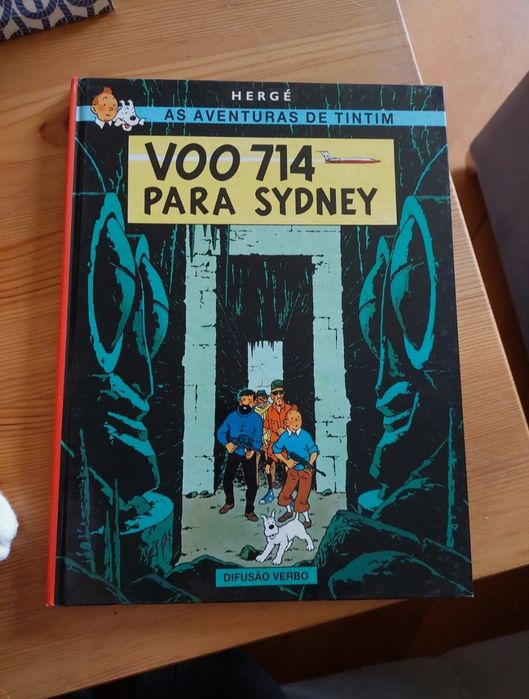 HERGÉ
AS AVENTURAS DE TINTIM
VOO 714
PARA SYDNEY
DIFUSÃO VERBO